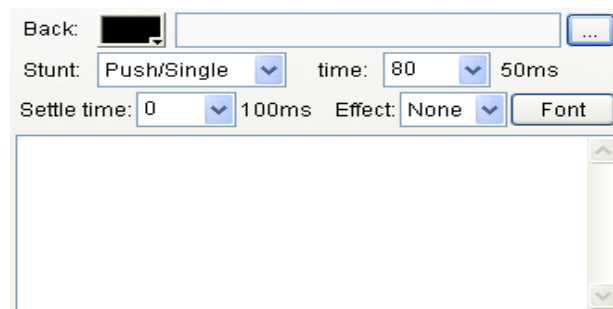 Back: ...
Stunt: Push/Single time: 80 50ms
Settle time: 0 100ms Effect: None Font